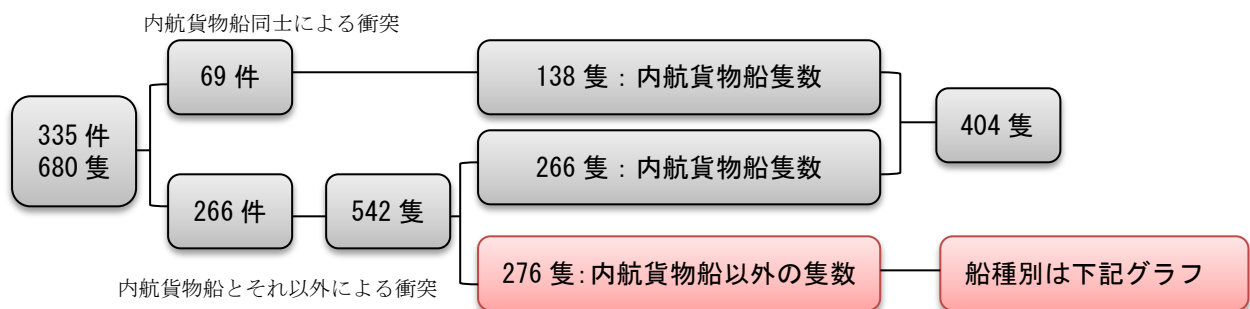 内航貨物船同士による衝突
69 件
138 隻：内航貨物船隻数
335 件
680 隻
404 隻
266 隻：内航貨物船隻数
266 件
542 隻
276 隻:内航貨物船以外の隻数
船種別は下記グラフ
内航貨物船とそれ以外による衝突